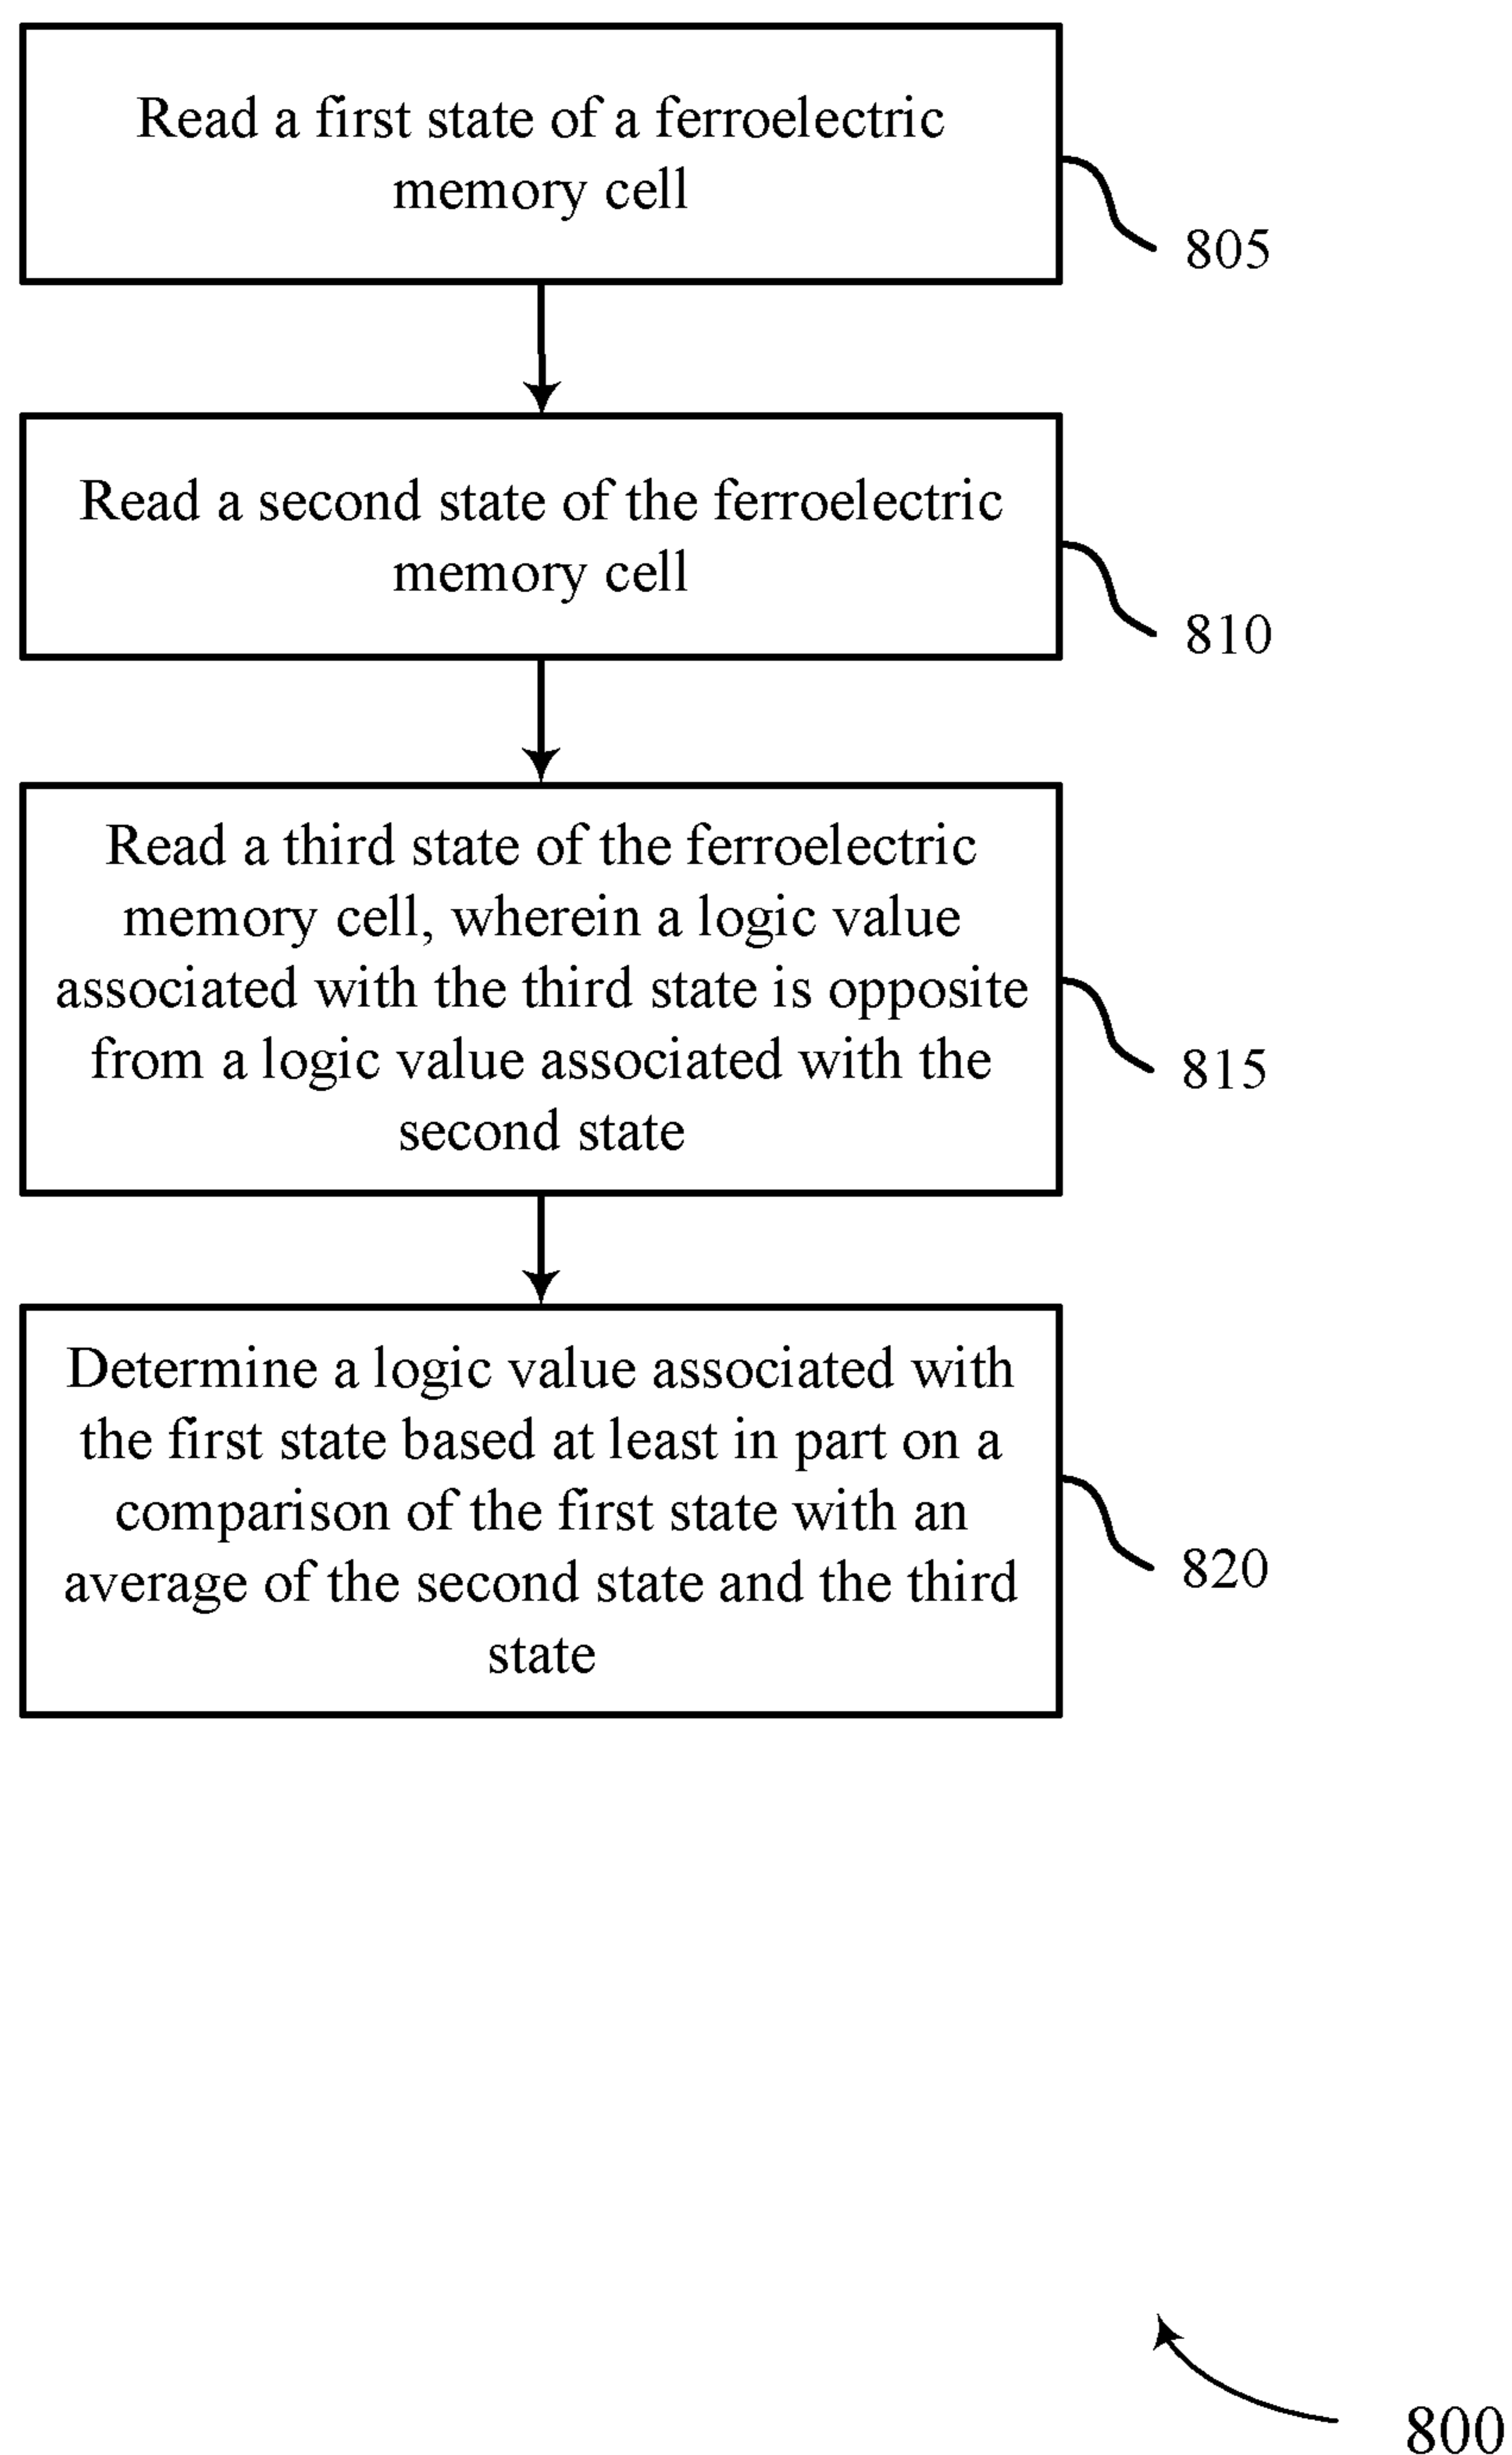 Read a first state of a ferroelectric
memory cell
805
Read a second state of the ferroelectric
memory cell
810
Read a third state of the ferroelectric
memory cell, wherein a logic value
associated with the third state is opposite
from a logic value associated with the
second state
815
Determine a logic value associated with
the first state based at least in part on a
comparison of the first state with an
average of the second state and the third
state
820
800